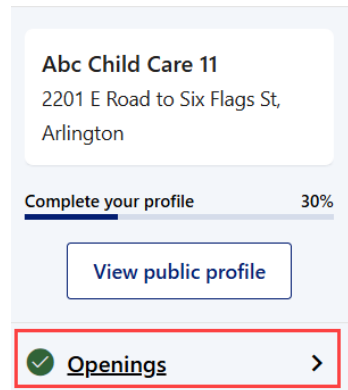 Abc Child Care 11
2201 E Road to Six Flags St,
Arlington
Complete your profile 30%
View public profile
Openings